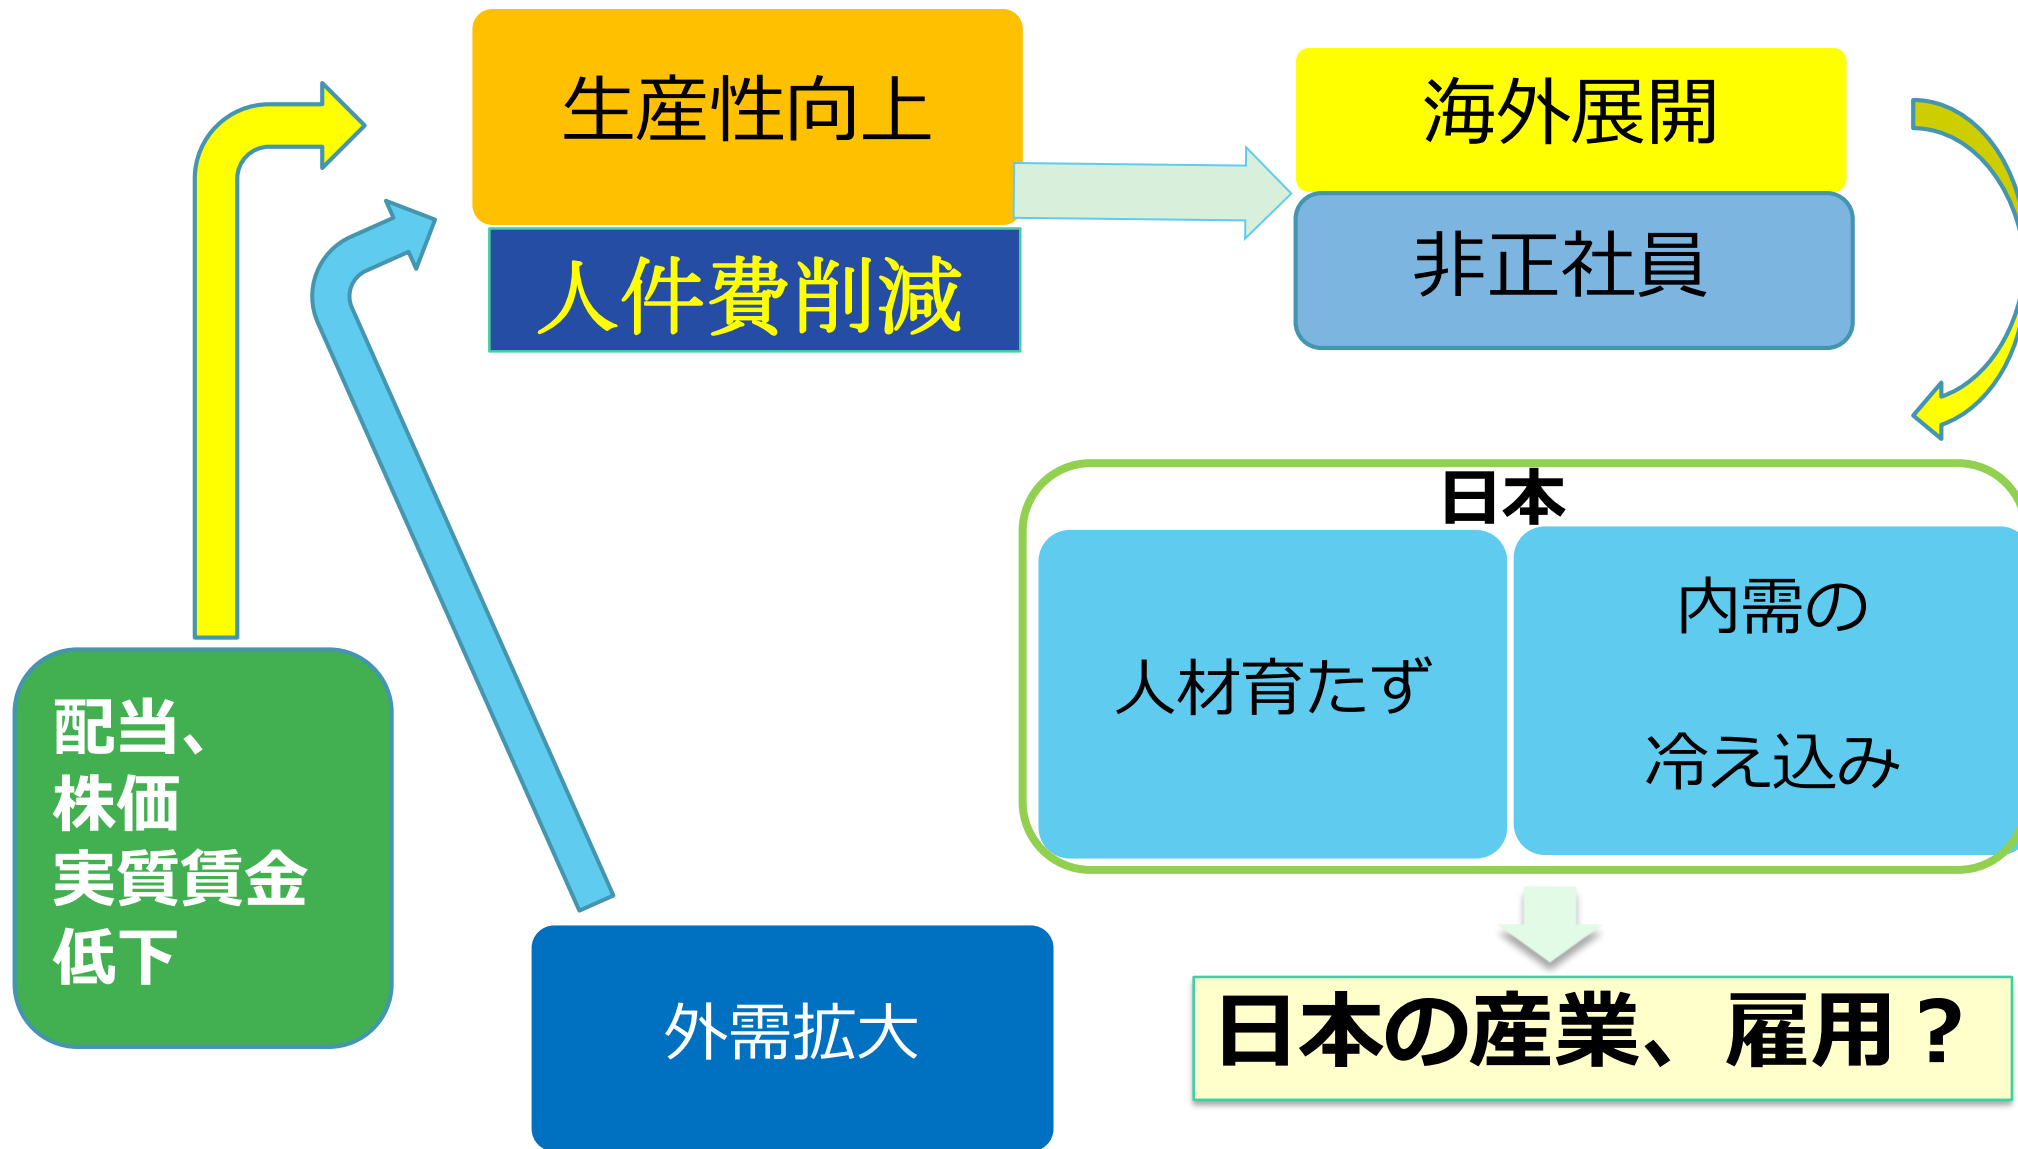 生産性向上
人件費削減
海外展開
非正社員
日本
人材育たず
内需の
冷え込み
配当、
株価
実質賃金
低下
外需拡大
日本の産業、雇用？